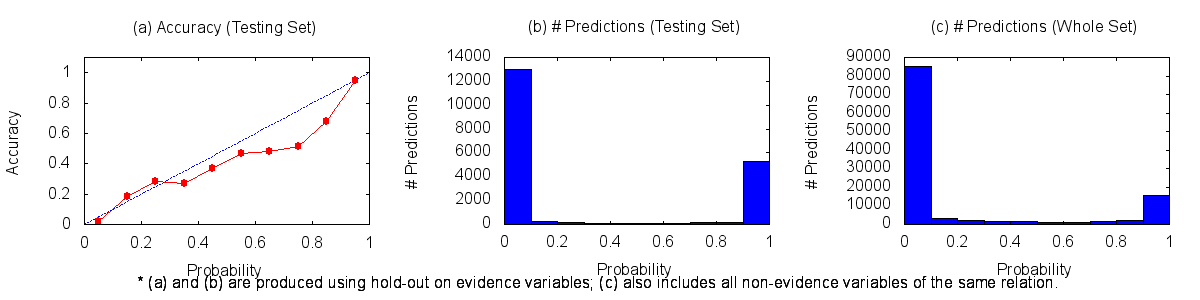 (a) Accuracy (Testing Set)
1
0.8
0.6
0.4
0.2
0
Accuracy
0 0.2 0.4 0.6 0.8 1
Probability
(b) # Predictions (Testing Set)
14000
12000
10000
8000
6000
4000
2000
0
# Predictions
0 0.2 0.4 0.6 0.8 1
Probability
(c) # Predictions (Whole Set)
90000
80000
70000
60000
50000
40000
30000
20000
10000
0
# Predictions
0 0.2 0.4 0.6 0.8 1
Probability
* (a) and (b) are produced using hold-out on evidence variables; (c) also includes all non-evidence variables of the same relation.